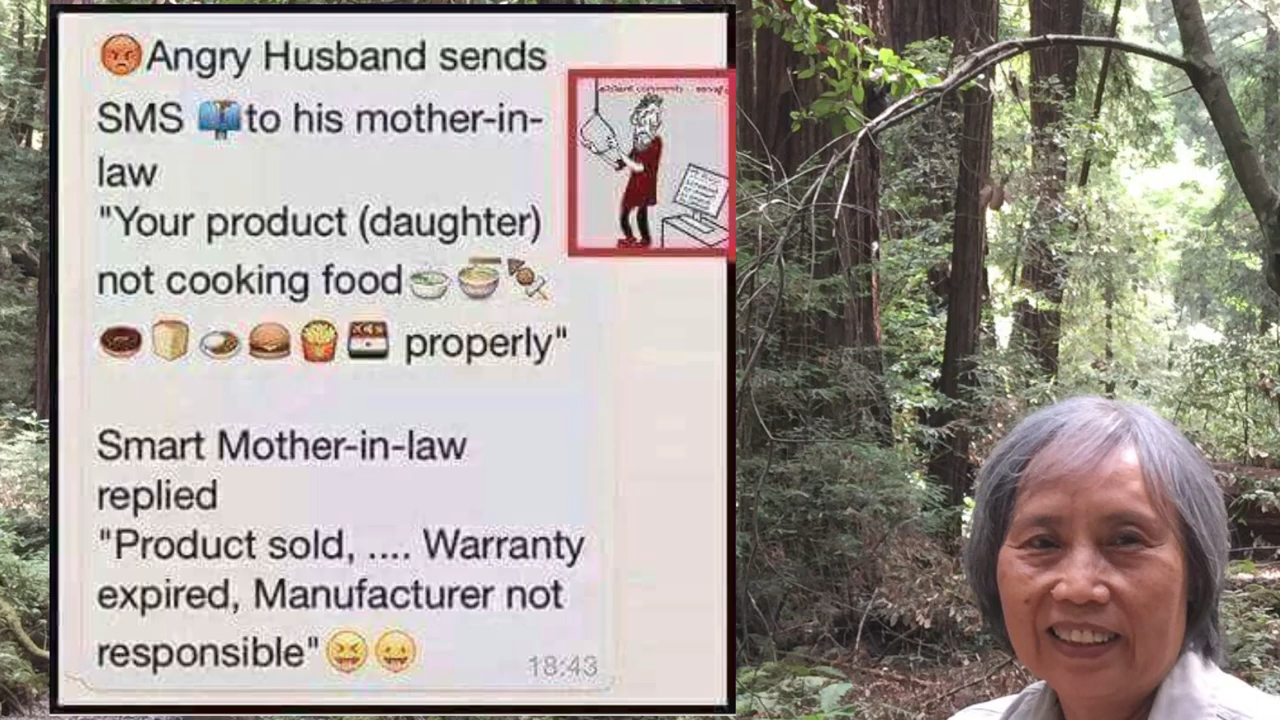 😡Angry Husband sends
SMS 📪to his mother-in-
law
"Your product (daughter)
not cooking food🍵🍜🍢
🍩🍞🍳🍔🍟🍱 properly"
Smart Mother-in-law
replied
"Product sold, .... Warranty
expired, Manufacturer not
responsible"😝😛
18:43